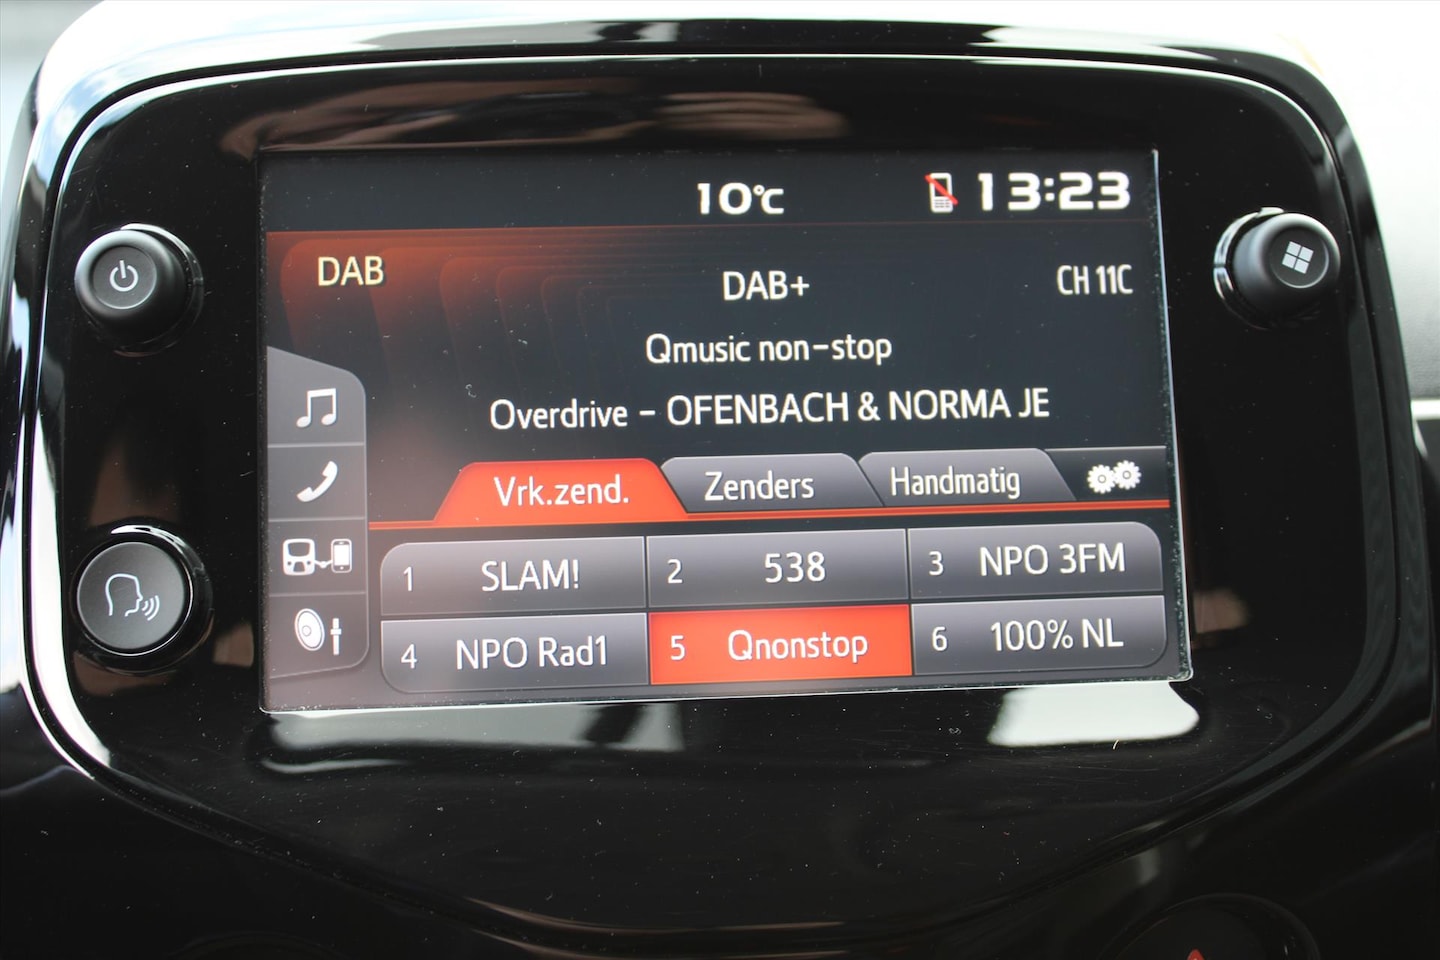 10°C 13:23
DAB DAB+ CH 11C
Qmusic non-stop
Overdrive - OFENBACH & NORMA JE
Vrk.zend. Zenders Handmatig
1 SLAM! 2 538 3 NPO 3FM
4 NPO Rad1 5 Qnonstop 6 100% NL